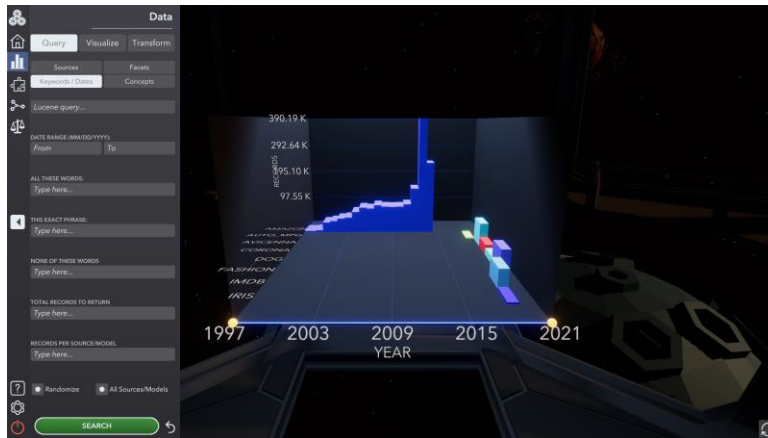 Data
Query Visualize Transform
Sources Facets
Keywords / Dates Concepts
Lucene query...
DATE RANGE (MM/DD/YYYY):
From To
ALL THESE WORDS:
Type here...
THIS EXACT PHRASE:
Type here...
NONE OF THESE WORDS
Type here...
TOTAL RECORDS TO RETURN
Type here...
RECORDS PER SOURCE/MODEL
Type here...
Randomize All Sources/Models
SEARCH
390.19 K
292.64 K
195.10 K
97.55 K
RECORDS
AMAZON
AUTO_MPG
AVICENNA
CORONA
DOG
FASHION
IMDB
IRIS
1997 2003 2009 2015 2021
YEAR